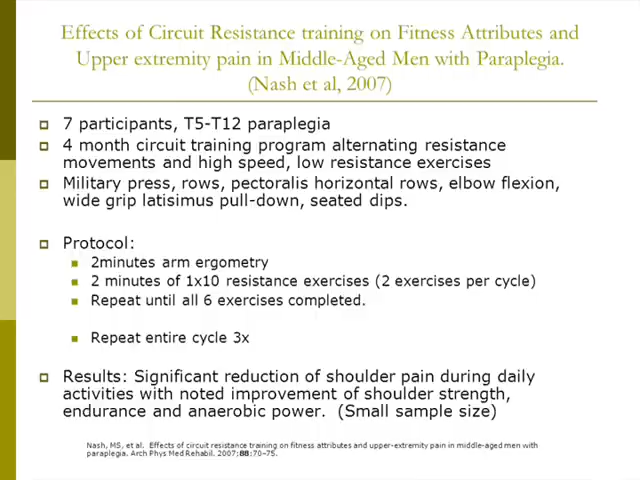 Effects of Circuit Resistance training on Fitness Attributes and
Upper extremity pain in Middle-Aged Men with Paraplegia.
(Nash et al, 2007)
7 participants, T5-T12 paraplegia
4 month circuit training program alternating resistance
movements and high speed, low resistance exercises
Military press, rows, pectoralis horizontal rows, elbow flexion,
wide grip latisimus pull-down, seated dips.
Protocol:
2minutes arm ergometry
2 minutes of 1x10 resistance exercises (2 exercises per cycle)
Repeat until all 6 exercises completed.
Repeat entire cycle 3x
Results: Significant reduction of shoulder pain during daily
activities with noted improvement of shoulder strength,
endurance and anaerobic power.  (Small sample size)
Nash, MS, et al.  Effects of circuit resistance training on fitness attributes and upper-extremity pain in middle-aged men with
paraplegia. Arch Phys Med Rehabil. 2007;88:70–75.